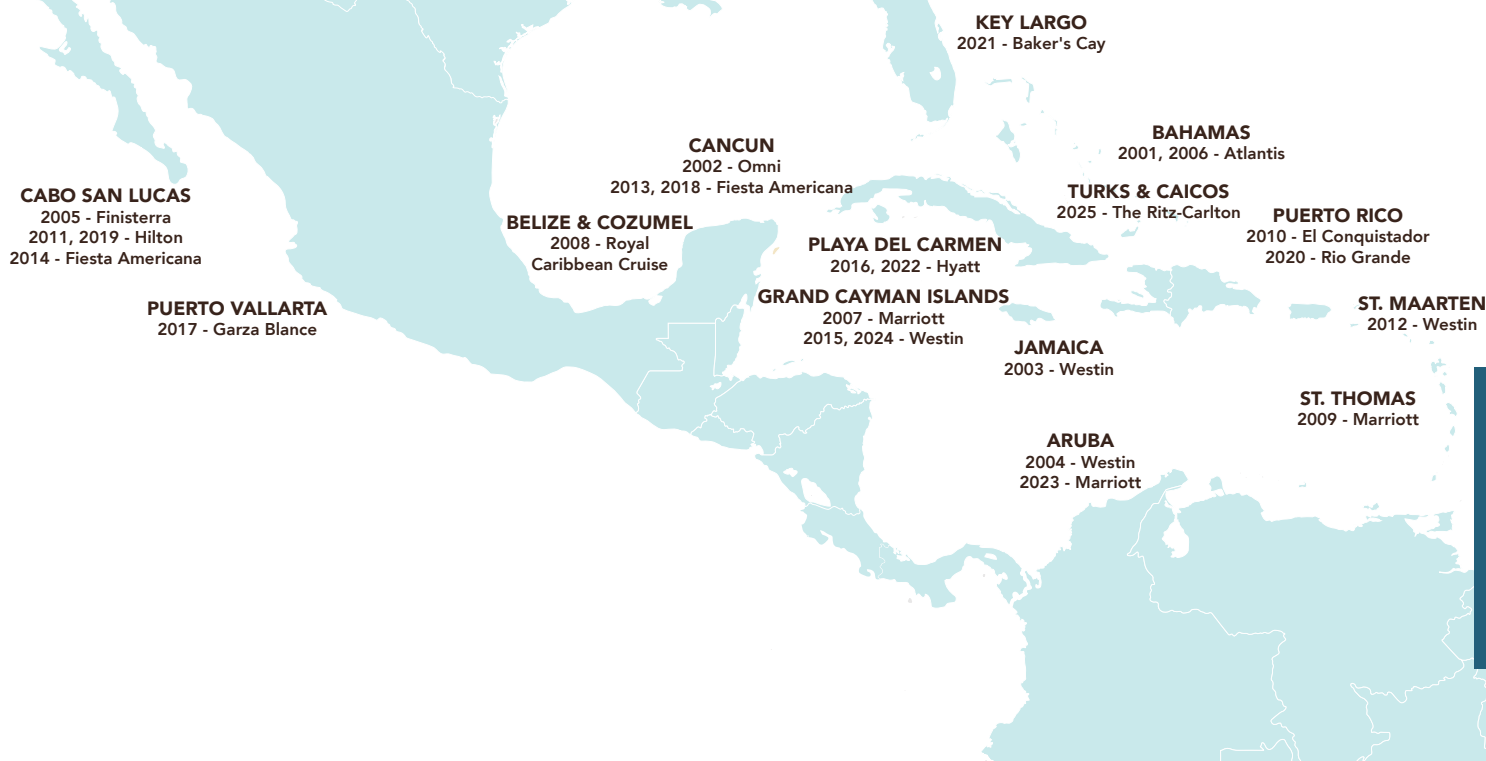 KEY LARGO
2021 - Baker's Cay
BAHAMAS
2001, 2006 - Atlantis
CANCUN
2002 - Omni
2013, 2018 - Fiesta Americana
CABO SAN LUCAS
2005 - Finisterra
2011, 2019 - Hilton
2014 - Fiesta Americana
TURKS & CAICOS
2025 - The Ritz-Carlton
PUERTO RICO
2010 - El Conquistador
2020 - Rio Grande
BELIZE & COZUMEL
2008 - Royal
Caribbean Cruise
PLAYA DEL CARMEN
2016, 2022 - Hyatt
GRAND CAYMAN ISLANDS
2007 - Marriott
2015, 2024 - Westin
PUERTO VALLARTA
2017 - Garza Blance
ST. MAARTEN
2012 - Westin
JAMAICA
2003 - Westin
ST. THOMAS
2009 - Marriott
ARUBA
2004 - Westin
2023 - Marriott